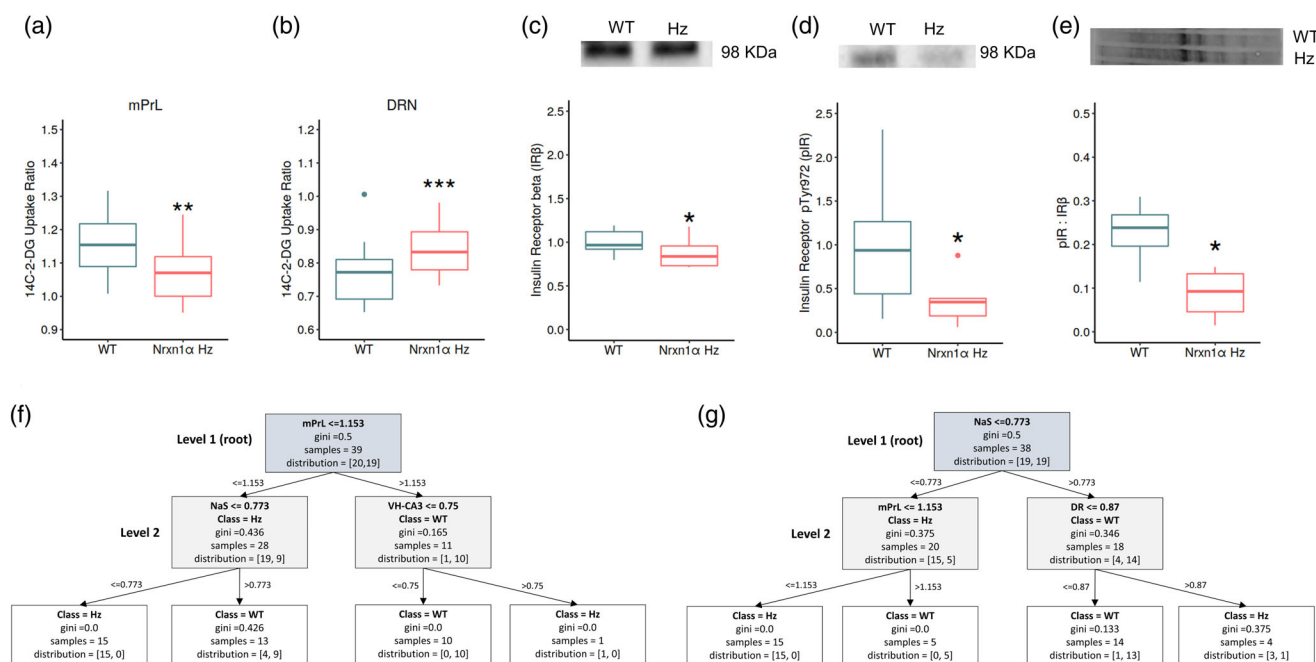 (a)
(b)
(c)
(d)
(e)
WT Hz
98 KDa
WT Hz
98 KDa
WT
Hz
mPrL
14C-2-DG Uptake Ratio
1.5
1.4
1.3
1.2
1.1
1.0
0.9
**
WT Nrxn1α Hz
DRN
14C-2-DG Uptake Ratio
1.2
1.1
1.0
0.9
0.8
0.7
0.6
***
WT Nrxn1α Hz
Insulin Receptor beta (IRβ)
2.5
2.0
1.5
1.0
0.5
0.0
*
WT Nrxn1α Hz
Insulin Receptor pTyr972 (pIR)
2.5
2.0
1.5
1.0
0.5
0.0
*
WT Nrxn1α Hz
pIR : IRβ
0.5
0.4
0.3
0.2
0.1
0.0
*
WT Nrxn1α Hz
(f)
Level 1 (root)
mPrL <=1.153
gini =0.5
samples = 39
distribution = [20,19]
<=1.153
>1.153
Level 2
NaS <= 0.773
Class = Hz
gini =0.436
samples = 28
distribution = [19, 9]
VH-CA3 <= 0.75
Class = WT
gini =0.165
samples = 11
distribution = [1, 10]
<=0.773
>0.773
<=0.75
>0.75
Class = Hz
gini =0.0
samples = 15
distribution = [15, 0]
Class = WT
gini =0.426
samples = 13
distribution = [4, 9]
Class = WT
gini =0.0
samples = 10
distribution = [0, 10]
Class = Hz
gini =0.0
samples = 1
distribution = [1, 0]
(g)
Level 1 (root)
NaS <=0.773
gini =0.5
samples = 38
distribution = [19, 19]
<=0.773
>0.773
Level 2
mPrL <= 1.153
Class = Hz
gini =0.375
samples = 20
distribution = [15, 5]
DR <= 0.87
Class = WT
gini =0.346
samples = 18
distribution = [4, 14]
<=1.153
>1.153
<=0.87
>0.87
Class = Hz
gini =0.0
samples = 15
distribution = [15, 0]
Class = WT
gini =0.0
samples = 5
distribution = [0, 5]
Class = WT
gini =0.133
samples = 14
distribution = [1, 13]
Class = Hz
gini =0.375
samples = 4
distribution = [3, 1]